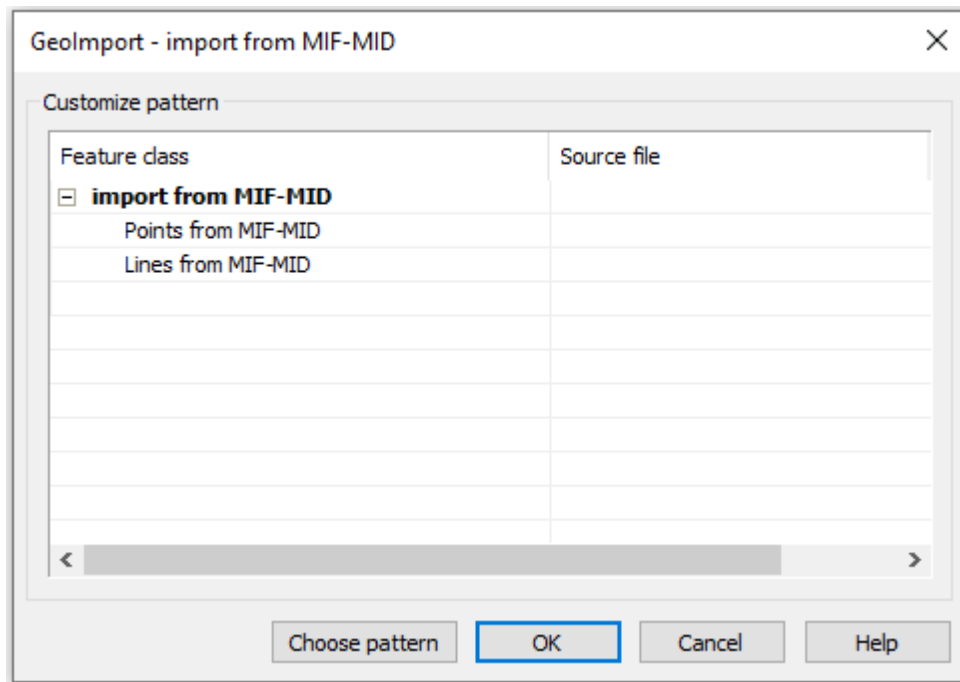 GeoImport - import from MIF-MID
Customize pattern
Feature class Source file
import from MIF-MID
Points from MIF-MID
Lines from MIF-MID
Choose pattern OK Cancel Help